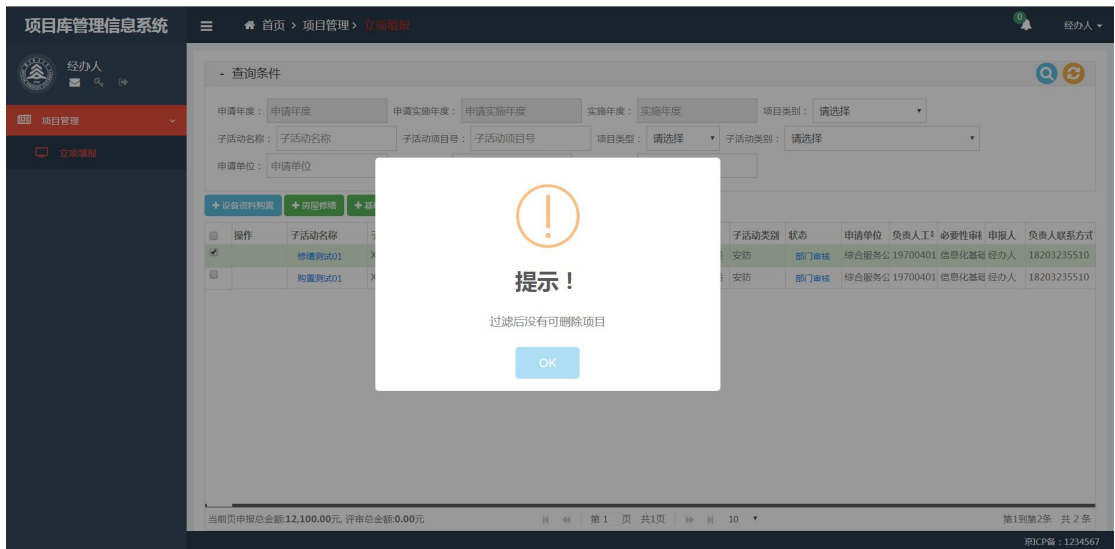 项目库管理信息系统
首页 › 项目管理 › 立项填报
0
经办人
经办人
项目管理
立项填报
- 查询条件
申请年度： 申请年度 申请实施年度： 申请实施年度 实施年度： 实施年度 项目类别： 请选择
子活动名称： 子活动名称 子活动项目号： 子活动项目号 项目类型： 请选择 子活动类别： 请选择
申请单位： 申请单位
+ 设备资料购置 + 房屋修缮
操作 子活动名称 子活动类别 状态 申请单位 负责人工 必要性审 申报人 负责人联系方式
修缮测试01 安防 部门审核 综合服务公 19700401 信息化基础 经办人 18203235510
购置测试01 安防 部门审核 综合服务公 19700401 信息化基础 经办人 18203235510
提示！
过滤后没有可删除项目
OK
当前页申报总金额:12,100.00元, 评审总金额:0.00元 第 1 页 共1页 10 第1到第2条 共 2 条
京ICP备：1234567